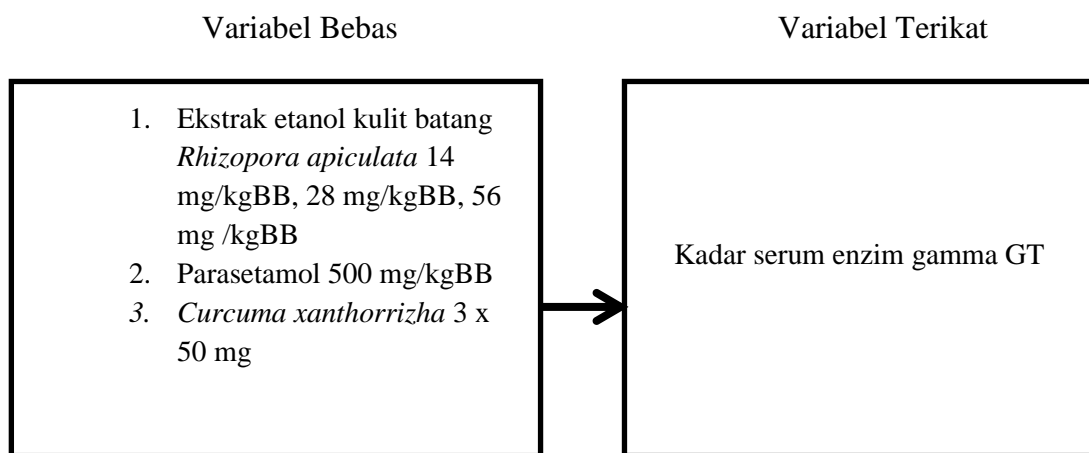 Variabel Bebas
Variabel Terikat
1. Ekstrak etanol kulit batang
Rhizopora apiculata 14
mg/kgBB, 28 mg/kgBB, 56
mg /kgBB
2. Parasetamol 500 mg/kgBB
3. Curcuma xanthorrizha 3 x
50 mg
Kadar serum enzim gamma GT